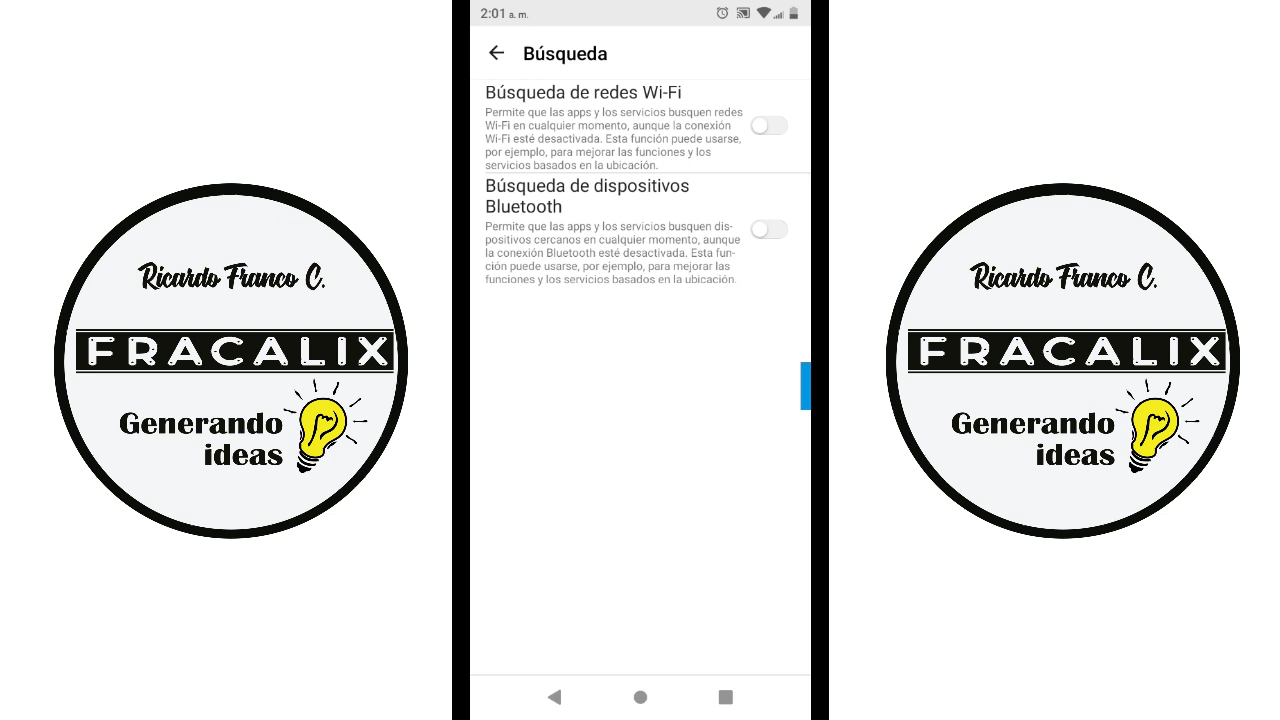 Ricardo Franco C.
FRACALIX
Generando
ideas
2:01 a. m.
Búsqueda
Búsqueda de redes Wi-Fi
Permite que las apps y los servicios busquen redes
Wi-Fi en cualquier momento, aunque la conexión
Wi-Fi esté desactivada. Esta función puede usarse,
por ejemplo, para mejorar las funciones y los
servicios basados en la ubicación.
Búsqueda de dispositivos
Bluetooth
Permite que las apps y los servicios busquen dis-
positivos cercanos en cualquier momento, aunque
la conexión Bluetooth esté desactivada. Esta fun-
ción puede usarse, por ejemplo, para mejorar las
funciones y los servicios basados en la ubicación.
Ricardo Franco C.
FRACALIX
Generando
ideas